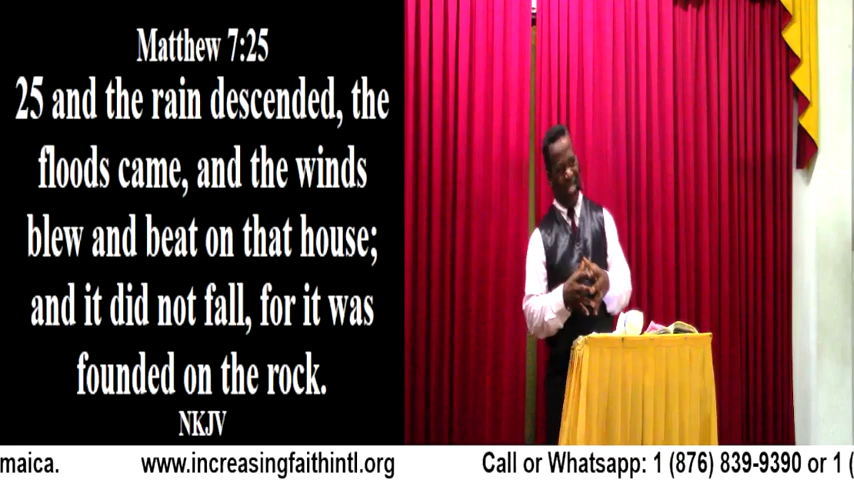 Matthew 7:25
25 and the rain descended, the
floods came, and the winds
blew and beat on that house;
and it did not fall, for it was
founded on the rock.
NKJV
maica. www.increasingfaithintl.org Call or Whatsapp: 1 (876) 839-9390 or 1 (